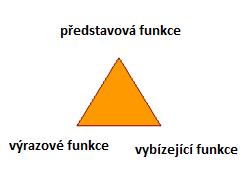 představová funkce
výrazové funkce
vybízející funkce